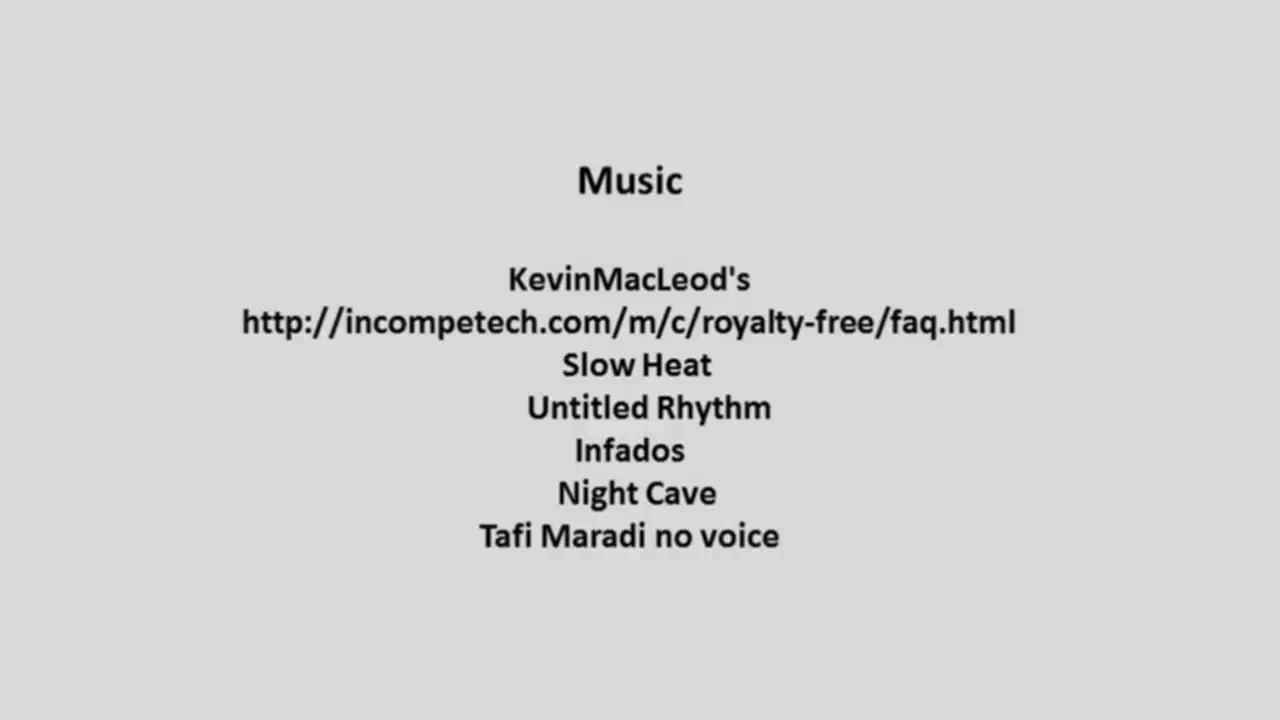 Music
KevinMacLeod's
http://incompetech.com/m/c/royalty-free/faq.html
Slow Heat
Untitled Rhythm
Infados
Night Cave
Tafi Maradi no voice